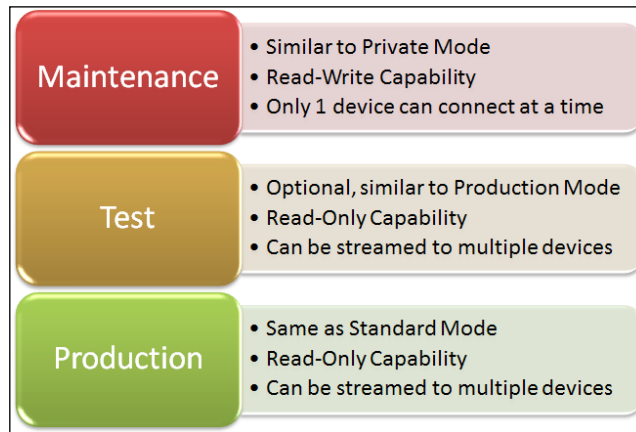 Maintenance
• Similar to Private Mode
• Read-Write Capability
• Only 1 device can connect at a time
Test
• Optional, similar to Production Mode
• Read-Only Capability
• Can be streamed to multiple devices
Production
• Same as Standard Mode
• Read-Only Capability
• Can be streamed to multiple devices